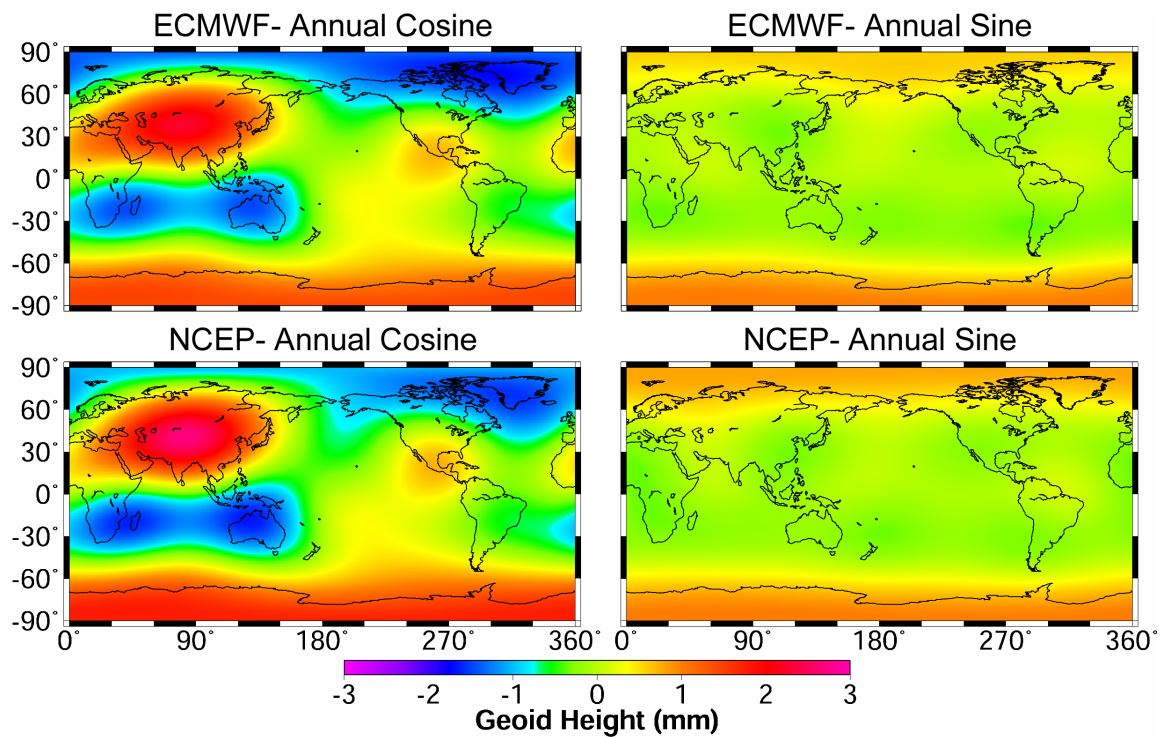 ECMWF- Annual Cosine
ECMWF- Annual Sine
90°
60°
30°
0°
-30°
-60°
-90°
NCEP- Annual Cosine
NCEP- Annual Sine
90°
60°
30°
0°
-30°
-60°
-90°
0° 90° 180° 270° 360°
0° 90° 180° 270° 360°
-3 -2 -1 0 1 2 3
Geoid Height (mm)